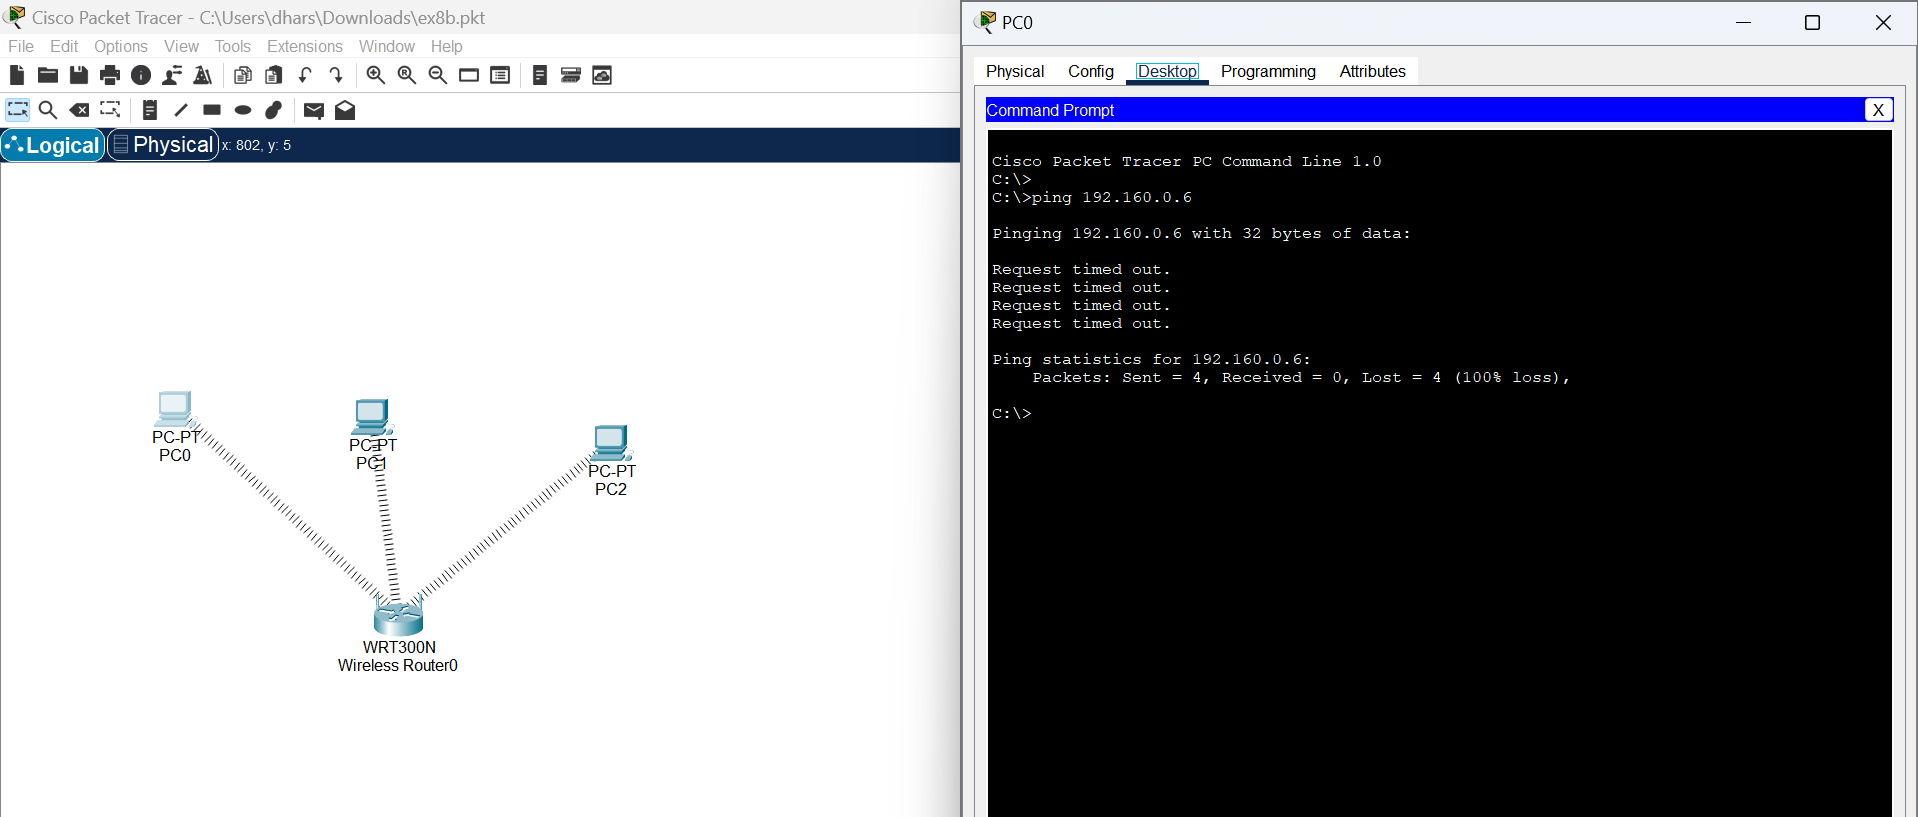 Cisco Packet Tracer - C:\Users\dhars\Downloads\ex8b.pkt
File Edit Options View Tools Extensions Window Help
Logical Physical x: 802, y: 5
PC-PT
PC0
PC-PT
PC1
PC-PT
PC2
WRT300N
Wireless Router0
PC0
Physical Config Desktop Programming Attributes
Command Prompt X
Cisco Packet Tracer PC Command Line 1.0
C:\>
C:\>ping 192.160.0.6
Pinging 192.160.0.6 with 32 bytes of data:
Request timed out.
Request timed out.
Request timed out.
Request timed out.
Ping statistics for 192.160.0.6:
    Packets: Sent = 4, Received = 0, Lost = 4 (100% loss),
C:\>